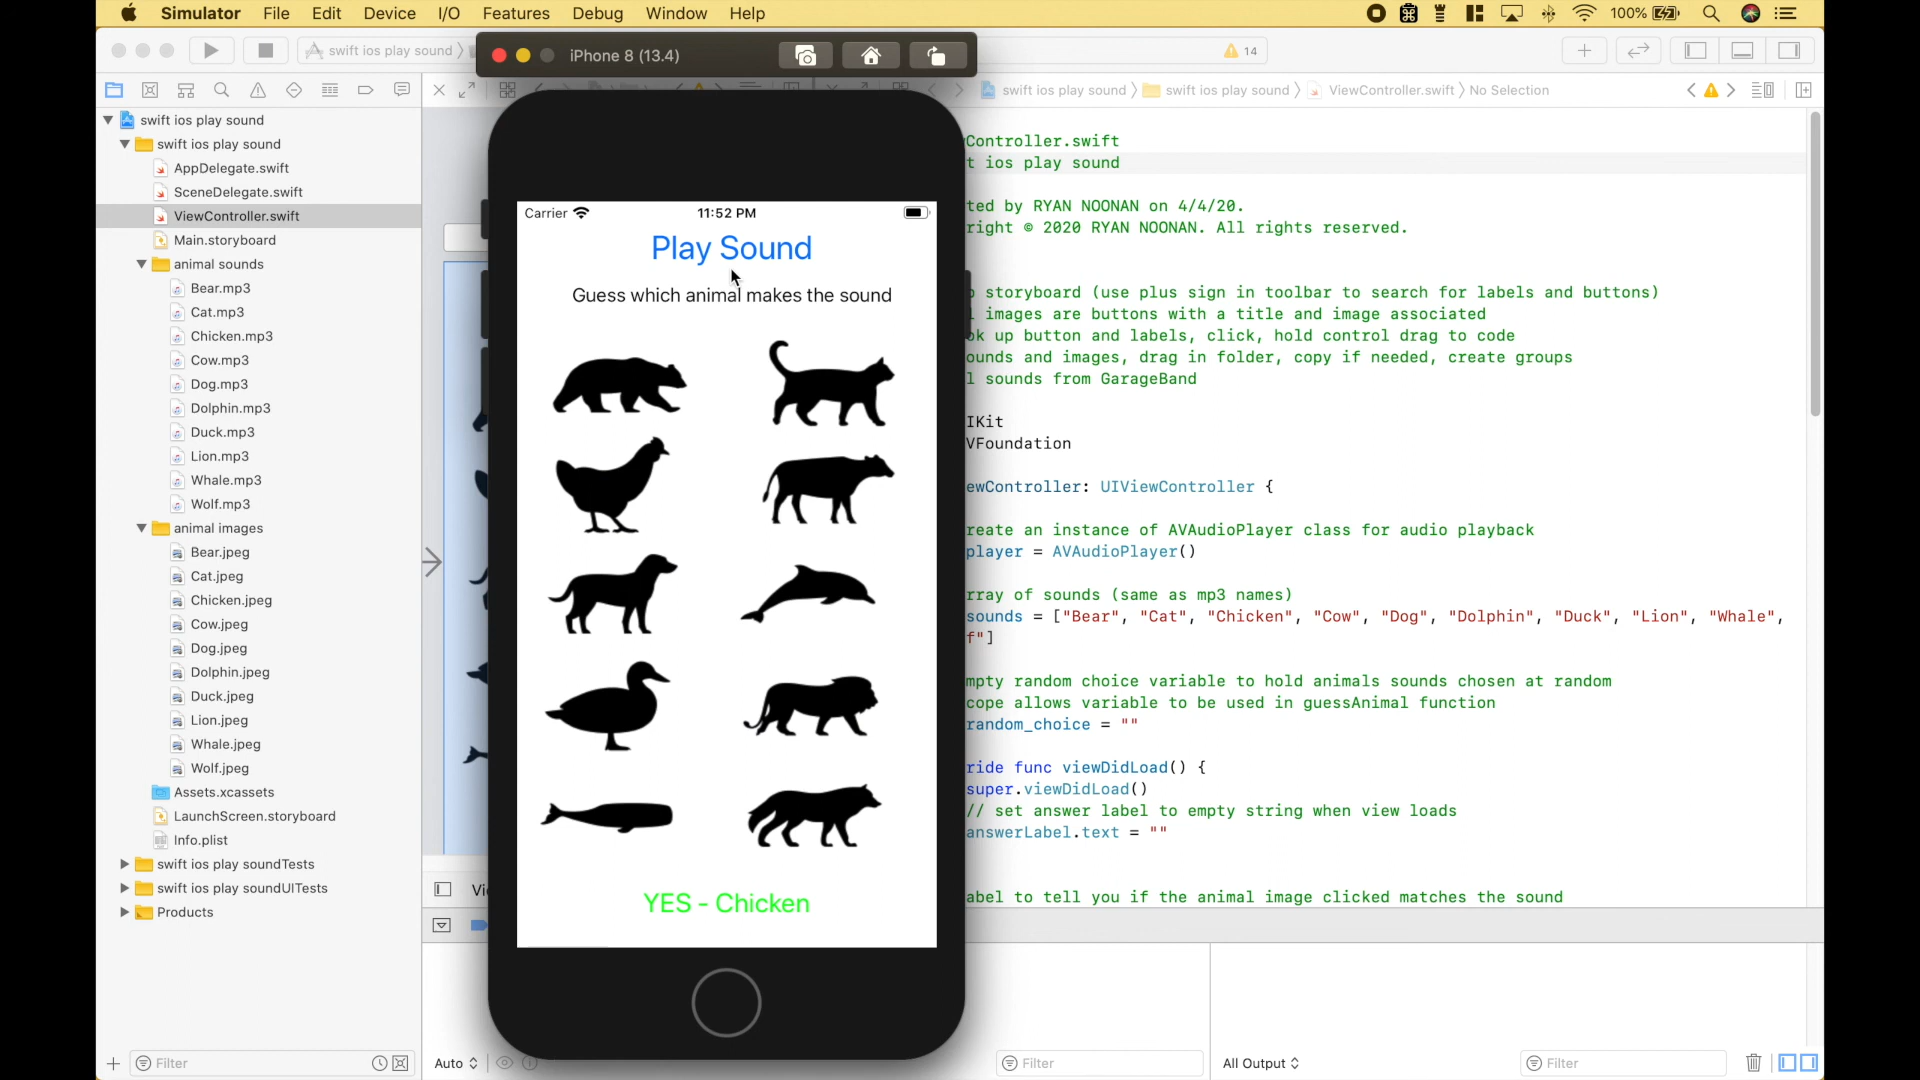 Simulator File Edit Device I/O Features Debug Window Help 100%
swift ios play sound
iPhone 8 (13.4)
14
swift ios play sound swift ios play sound ViewController.swift No Selection
swift ios play sound
swift ios play sound
AppDelegate.swift
SceneDelegate.swift
ViewController.swift
Main.storyboard
animal sounds
Bear.mp3
Cat.mp3
Chicken.mp3
Cow.mp3
Dog.mp3
Dolphin.mp3
Duck.mp3
Lion.mp3
Whale.mp3
Wolf.mp3
animal images
Bear.jpeg
Cat.jpeg
Chicken.jpeg
Cow.jpeg
Dog.jpeg
Dolphin.jpeg
Duck.jpeg
Lion.jpeg
Whale.jpeg
Wolf.jpeg
Assets.xcassets
LaunchScreen.storyboard
Info.plist
swift ios play soundTests
swift ios play soundUITests
Products
Filter
Carrier 11:52 PM
Play Sound
Guess which animal makes the sound
YES - Chicken
Controller.swift
t ios play sound
ted by RYAN NOONAN on 4/4/20.
right © 2020 RYAN NOONAN. All rights reserved.
storyboard (use plus sign in toolbar to search for labels and buttons)
l images are buttons with a title and image associated
ok up button and labels, click, hold control drag to code
ounds and images, drag in folder, copy if needed, create groups
l sounds from GarageBand
IKit
VFoundation
ewController: UIViewController {
reate an instance of AVAudioPlayer class for audio playback
player = AVAudioPlayer()
rray of sounds (same as mp3 names)
sounds = ["Bear", "Cat", "Chicken", "Cow", "Dog", "Dolphin", "Duck", "Lion", "Whale",
f"]
mpty random choice variable to hold animals sounds chosen at random
cope allows variable to be used in guessAnimal function
random_choice = ""
ride func viewDidLoad() {
super.viewDidLoad()
// set answer label to empty string when view loads
answerLabel.text = ""
abel to tell you if the animal image clicked matches the sound
Vi
Auto
Filter
All Output
Filter